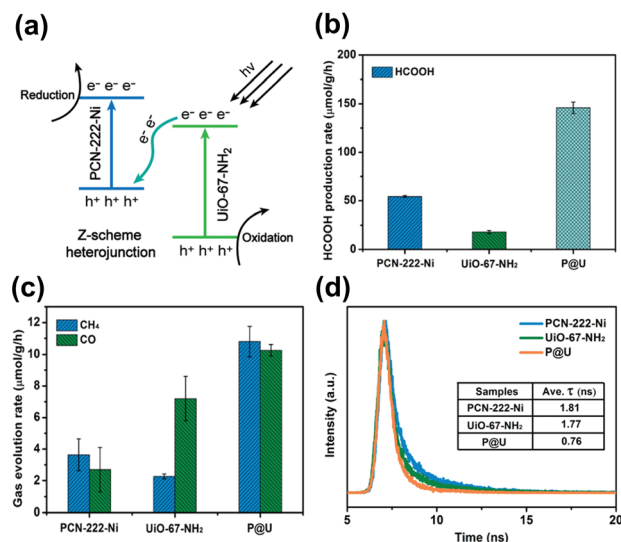 (a)
hν
Reduction
e⁻ e⁻ e⁻
e⁻ e⁻
e⁻ e⁻ e⁻
PCN-222-Ni
UiO-67-NH₂
h⁺ h⁺ h⁺
Z-scheme
heterojunction
h⁺ h⁺ h⁺
Oxidation
(b)
HCOOH production rate (μmol/g/h)
200
150
100
50
0
HCOOH
PCN-222-Ni UiO-67-NH₂ P@U
(c)
Gas evolution rate (μmol/g/h)
12
10
8
6
4
2
0
CH₄
CO
PCN-222-Ni UiO-67-NH₂ P@U
(d)
Intensity (a.u.)
PCN-222-Ni
UiO-67-NH₂
P@U
Samples Ave. τ (ns)
PCN-222-Ni 1.81
UiO-67-NH₂ 1.77
P@U 0.76
5 10 15 20
Time (ns)